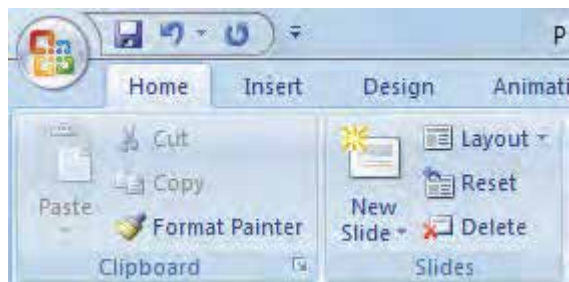 P
Home Insert Design Animati
Cut Layout
Copy Reset
Paste New
Format Painter Slide Delete
Clipboard Slides